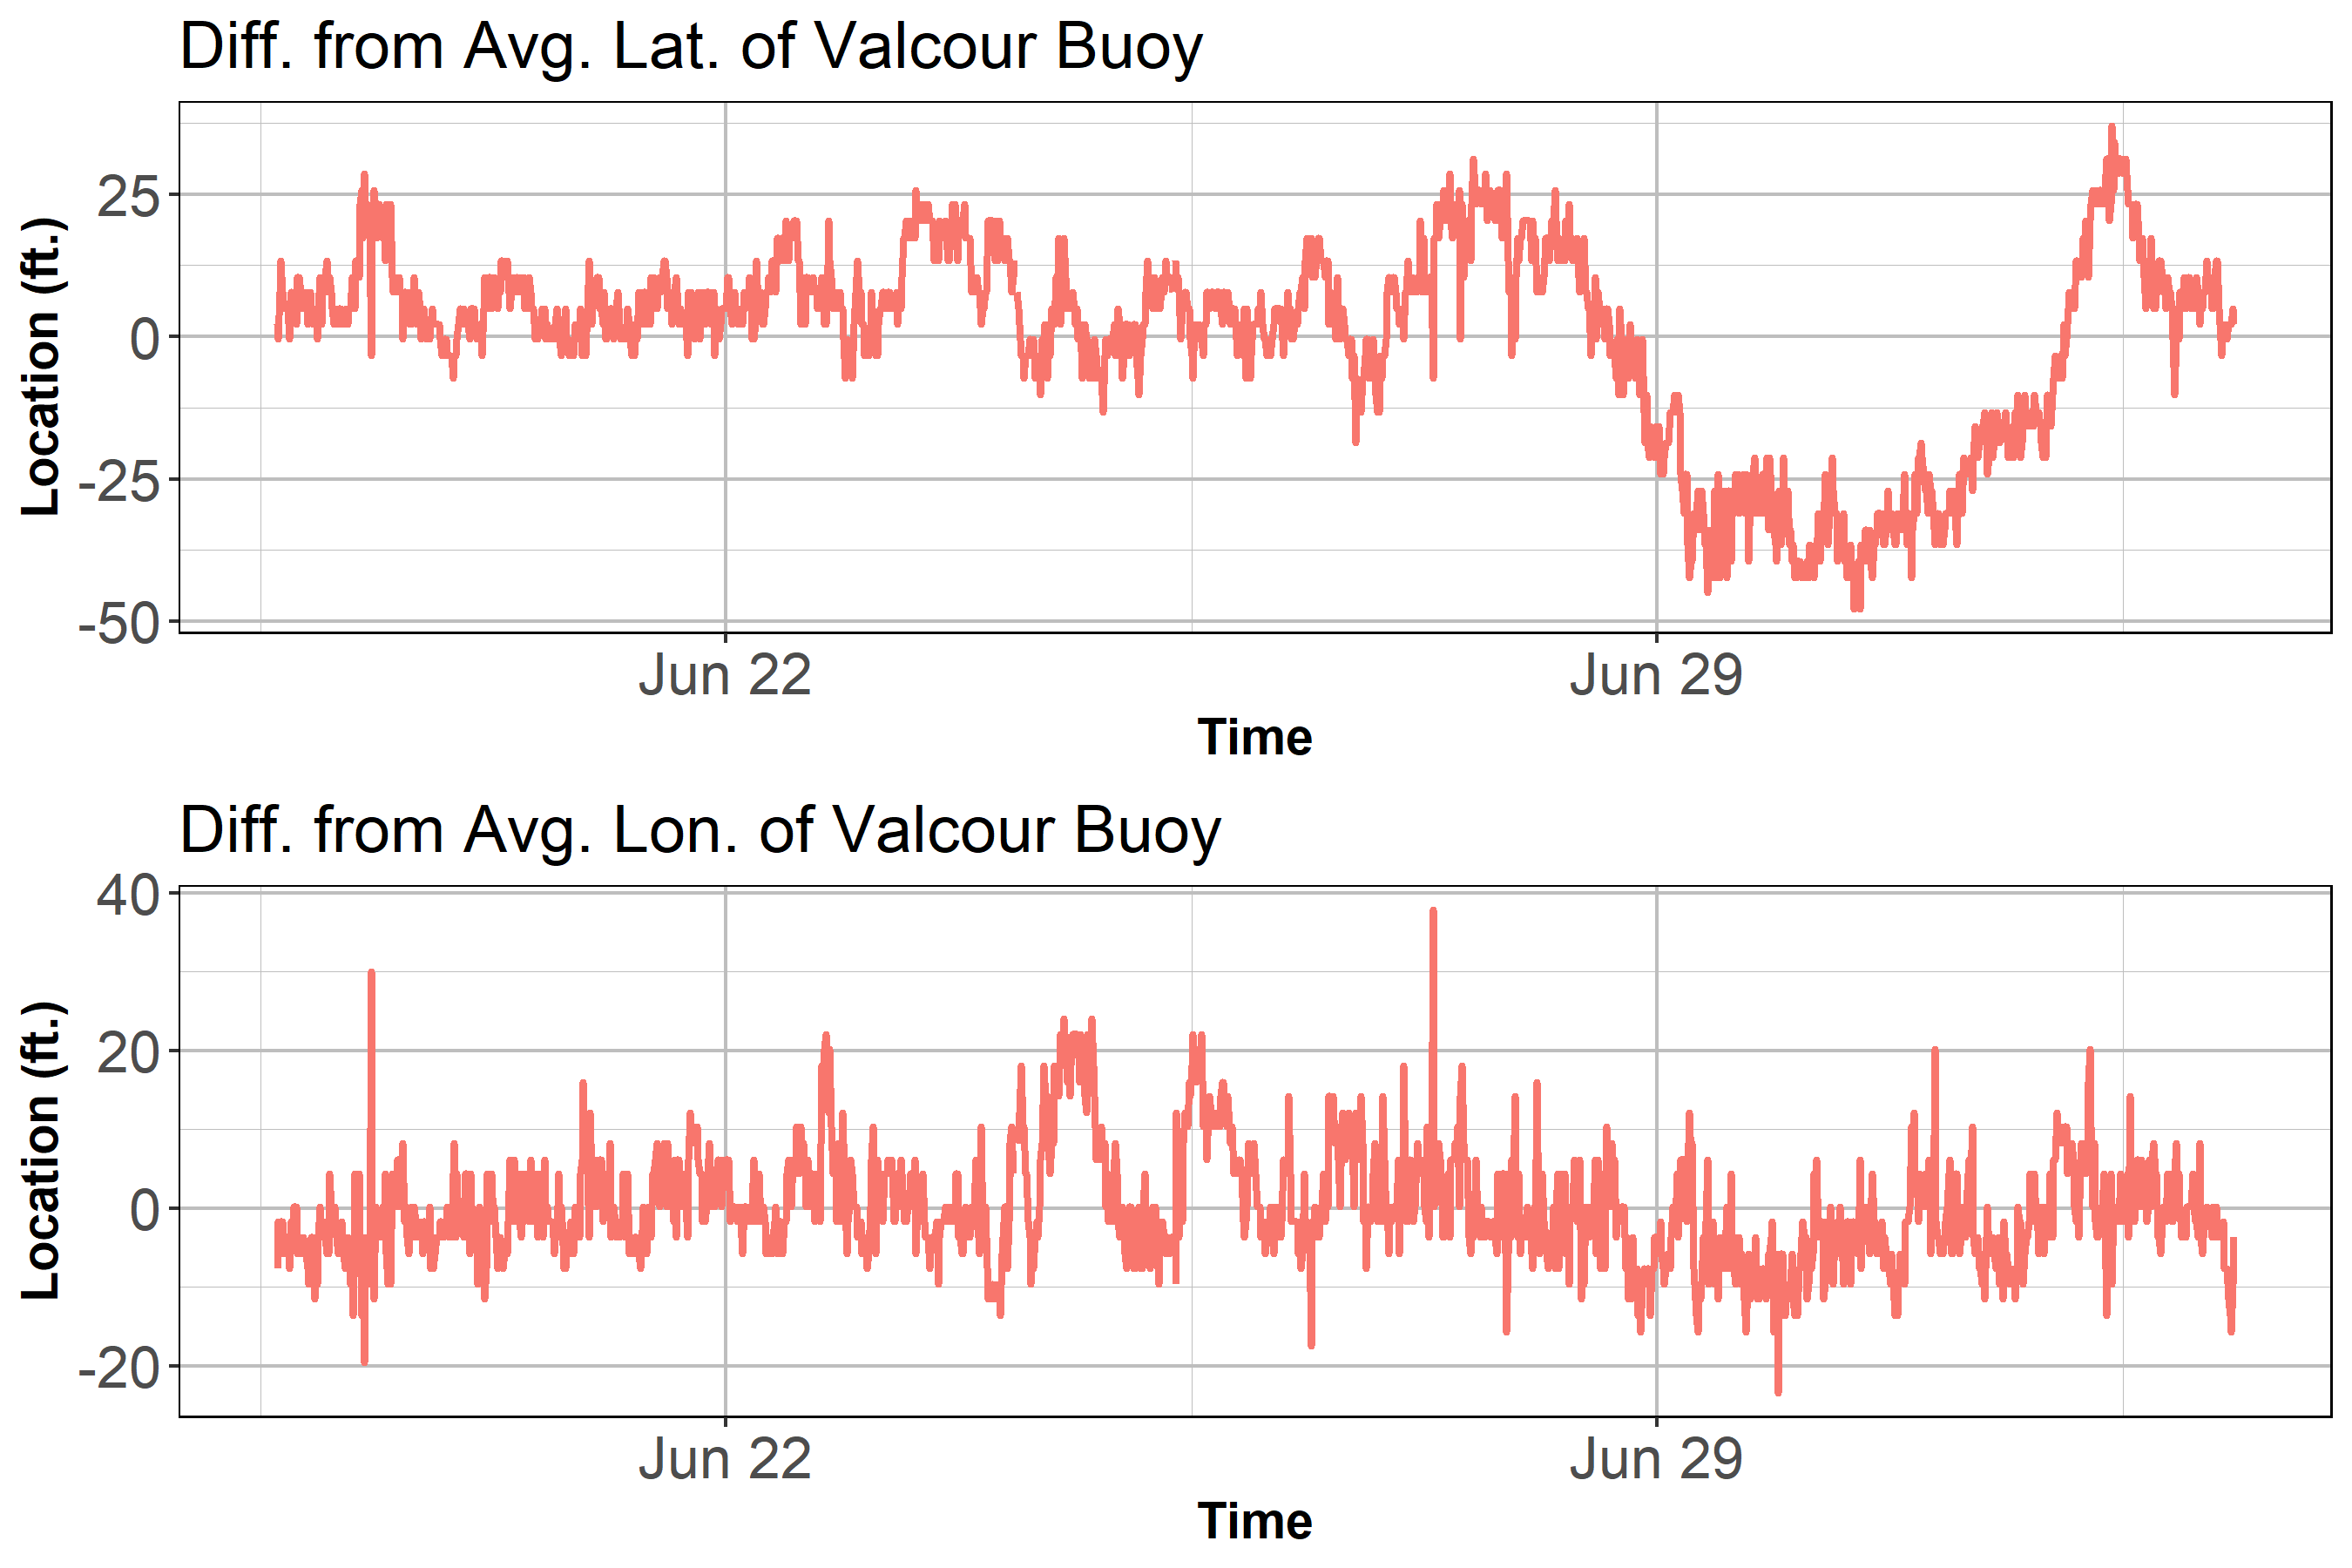 Diff. from Avg. Lat. of Valcour Buoy
Location (ft.)
25
0
-25
-50
Jun 22
Jun 29
Time
Diff. from Avg. Lon. of Valcour Buoy
Location (ft.)
40
20
0
-20
Jun 22
Jun 29
Time